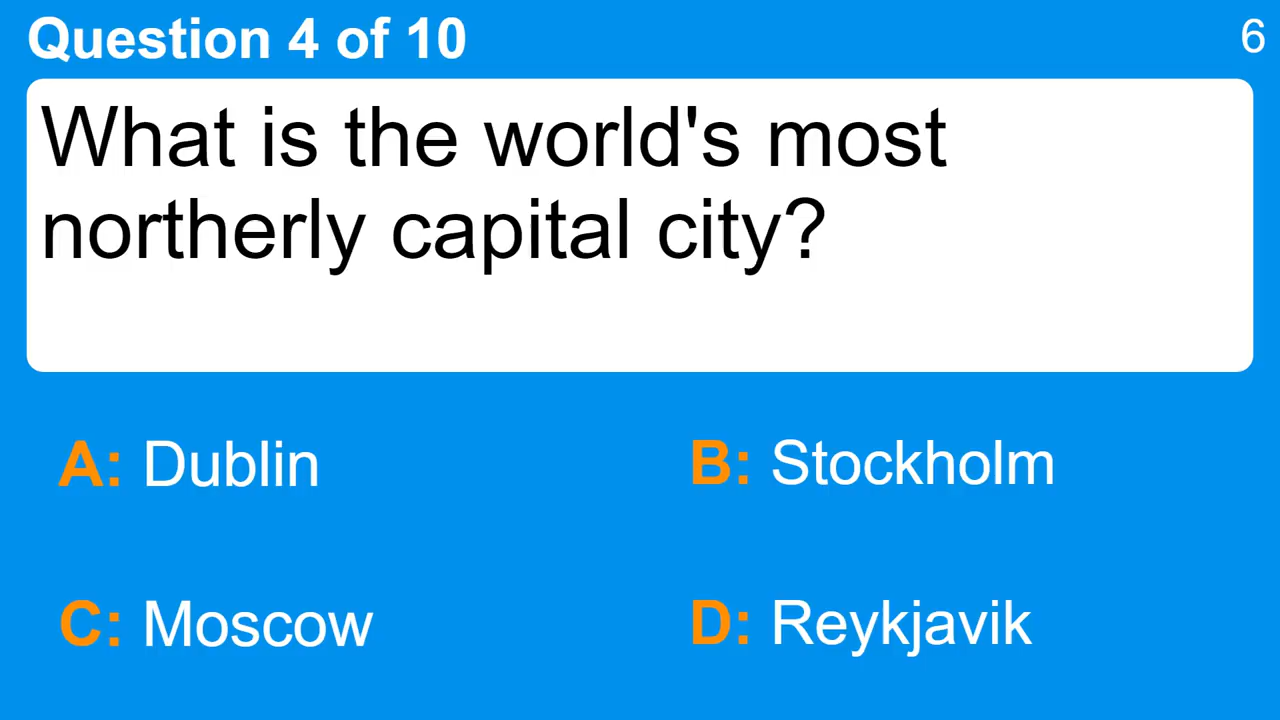 Question 4 of 10
6
What is the world's most
northerly capital city?
A: Dublin
B: Stockholm
C: Moscow
D: Reykjavik